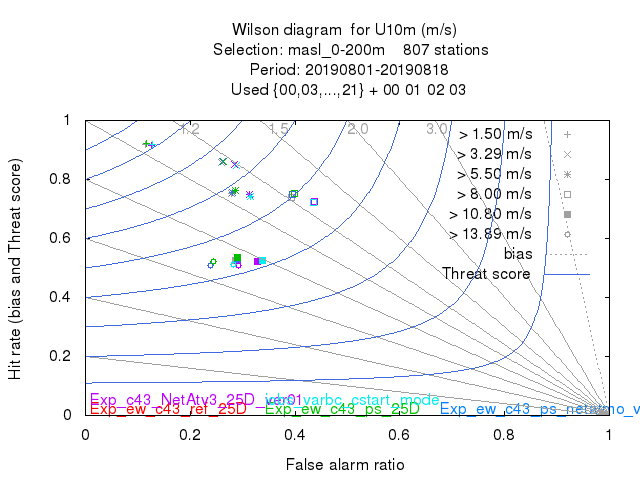 Wilson diagram for U10m (m/s)
Selection: masl_0-200m 807 stations
Period: 20190801-20190818
Used {00,03,...,21} + 00 01 02 03
1.2 1.5 2.0 3.0
> 1.50 m/s
> 3.29 m/s
> 5.50 m/s
> 8.00 m/s
> 10.80 m/s
> 13.89 m/s
bias
Threat score
Hit rate (bias and Threat score)
1
0.8
0.6
0.4
0.2
0
Exp_c43_NetAtv3_25D_ver01
varbc_cstart_mode
Exp_ew_c43_ref_25D
Exp_ew_c43_ps_25D
Exp_ew_c43_ps_netatmo_v
0 0.2 0.4 0.6 0.8 1
False alarm ratio